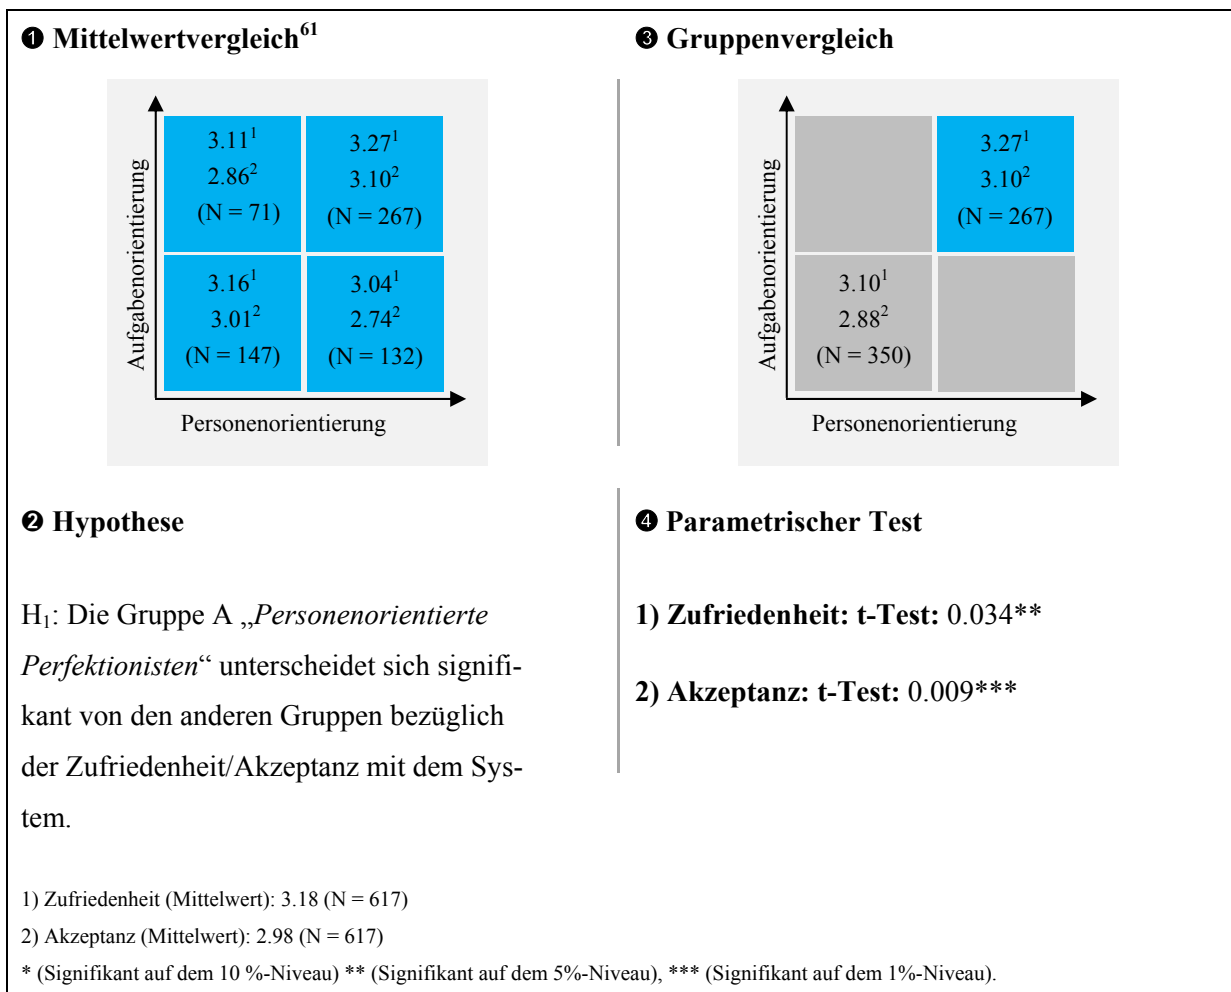 ❶ Mittelwertvergleich⁶¹
Aufgabenorientierung
3.11¹
2.86²
(N = 71)
3.27¹
3.10²
(N = 267)
3.16¹
3.01²
(N = 147)
3.04¹
2.74²
(N = 132)
Personenorientierung
❷ Hypothese
H₁: Die Gruppe A „Personenorientierte
Perfektionisten“ unterscheidet sich signifi-
kant von den anderen Gruppen bezüglich
der Zufriedenheit/Akzeptanz mit dem Sys-
tem.
❸ Gruppenvergleich
Aufgabenorientierung
3.27¹
3.10²
(N = 267)
3.10¹
2.88²
(N = 350)
Personenorientierung
❹ Parametrischer Test
1) Zufriedenheit: t-Test: 0.034**
2) Akzeptanz: t-Test: 0.009***
1) Zufriedenheit (Mittelwert): 3.18 (N = 617)
2) Akzeptanz (Mittelwert): 2.98 (N = 617)
* (Signifikant auf dem 10 %-Niveau) ** (Signifikant auf dem 5%-Niveau), *** (Signifikant auf dem 1%-Niveau).